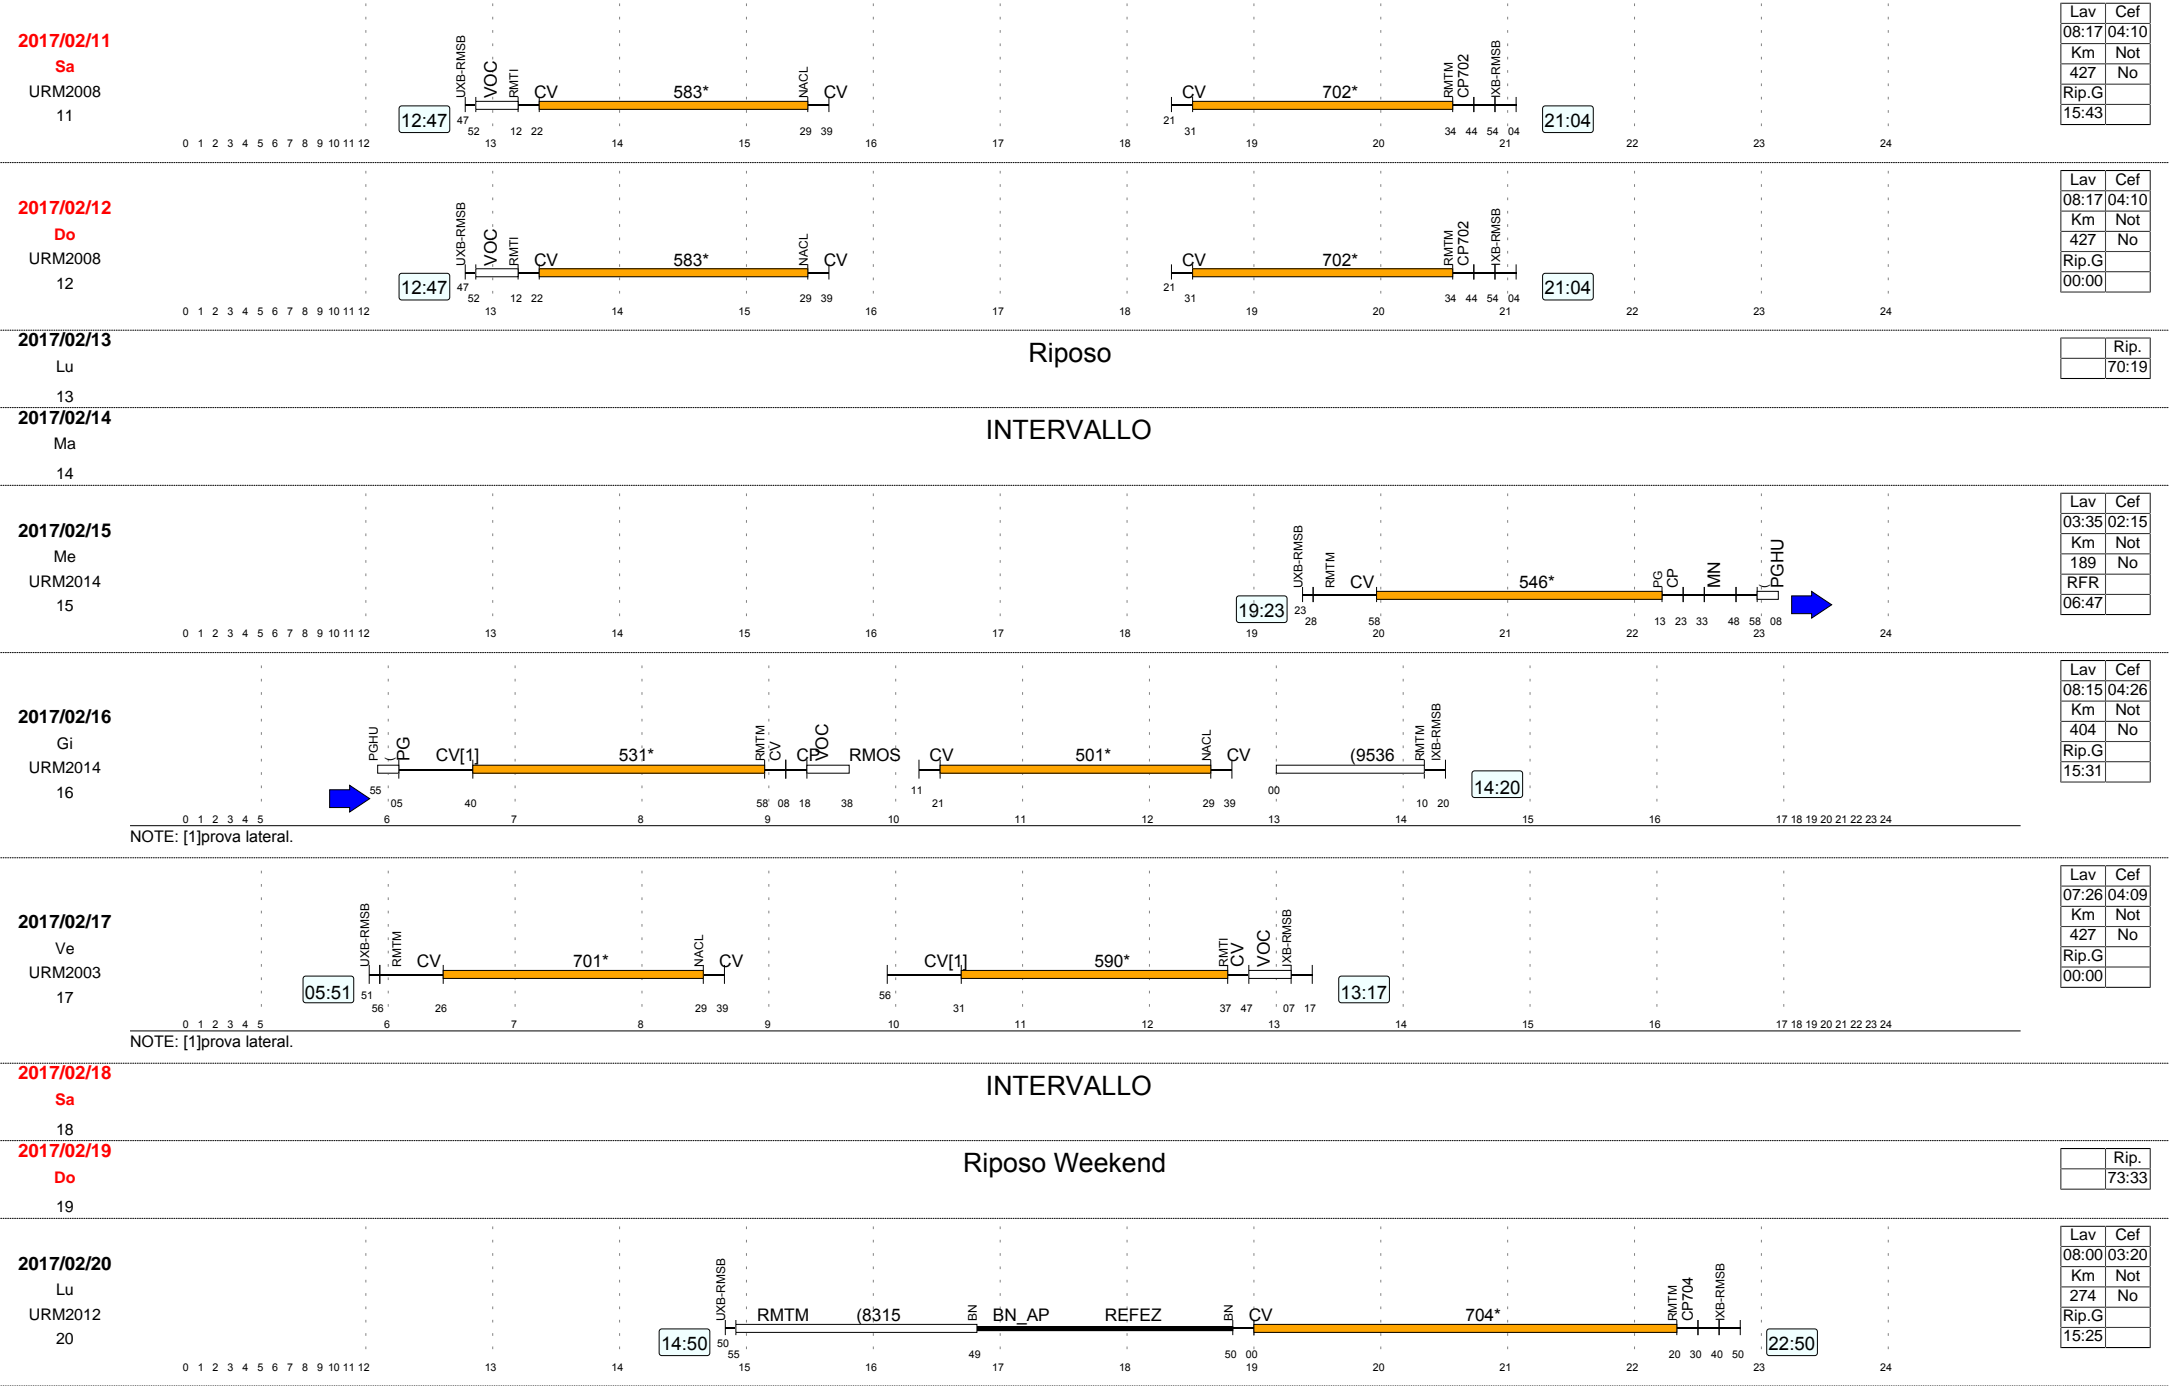 2017/02/11
Sa
URM2008
11
12:47
UXB-RMSB VOC RMTI CV 583* NACL CV CV 702* RMTM CP702 IXB-RMSB
47 52 12 22 29 39 21 31 34 44 54 04
21:04
0 1 2 3 4 5 6 7 8 9 10 11 12 13 14 15 16 17 18 19 20 21 22 23 24
Lav Cef
08:17 04:10
Km Not
427 No
Rip.G
15:43
2017/02/12
Do
URM2008
12
12:47
UXB-RMSB VOC RMTI CV 583* NACL CV CV 702* RMTM CP702 IXB-RMSB
47 52 12 22 29 39 21 31 34 44 54 04
21:04
0 1 2 3 4 5 6 7 8 9 10 11 12 13 14 15 16 17 18 19 20 21 22 23 24
Lav Cef
08:17 04:10
Km Not
427 No
Rip.G
00:00
2017/02/13
Lu
13
Riposo
Rip.
70:19
2017/02/14
Ma
14
INTERVALLO
2017/02/15
Me
URM2014
15
19:23
UXB-RMSB RMTM CV 546* PG CP MN ( PGHU
23 28 58 13 23 33 48 58 08
0 1 2 3 4 5 6 7 8 9 10 11 12 13 14 15 16 17 18 19 20 21 22 23 24
Lav Cef
03:35 02:15
Km Not
189 No
RFR
06:47
2017/02/16
Gi
URM2014
16
PGHU ( PG CV[1] 531* RMTM CV CP VOC RMOS CV 501* NACL CV (9536 RMTM IXB-RMSB
55 05 40 58 08 18 38 11 21 29 39 00 10 20
14:20
0 1 2 3 4 5 6 7 8 9 10 11 12 13 14 15 16 17 18 19 20 21 22 23 24
NOTE: [1]prova lateral.
Lav Cef
08:15 04:26
Km Not
404 No
Rip.G
15:31
2017/02/17
Ve
URM2003
17
05:51
UXB-RMSB RMTM CV 701* NACL CV CV[1] 590* RMTI CV VOC IXB-RMSB
51 56 26 29 39 56 31 37 47 07 17
13:17
0 1 2 3 4 5 6 7 8 9 10 11 12 13 14 15 16 17 18 19 20 21 22 23 24
NOTE: [1]prova lateral.
Lav Cef
07:26 04:09
Km Not
427 No
Rip.G
00:00
2017/02/18
Sa
18
INTERVALLO
2017/02/19
Do
19
Riposo Weekend
Rip.
73:33
2017/02/20
Lu
URM2012
20
14:50
UXB-RMSB RMTM (8315 BN BN_AP REFEZ BN CV 704* RMTM CP704 IXB-RMSB
50 55 49 50 00 20 30 40 50
22:50
0 1 2 3 4 5 6 7 8 9 10 11 12 13 14 15 16 17 18 19 20 21 22 23 24
Lav Cef
08:00 03:20
Km Not
274 No
Rip.G
15:25